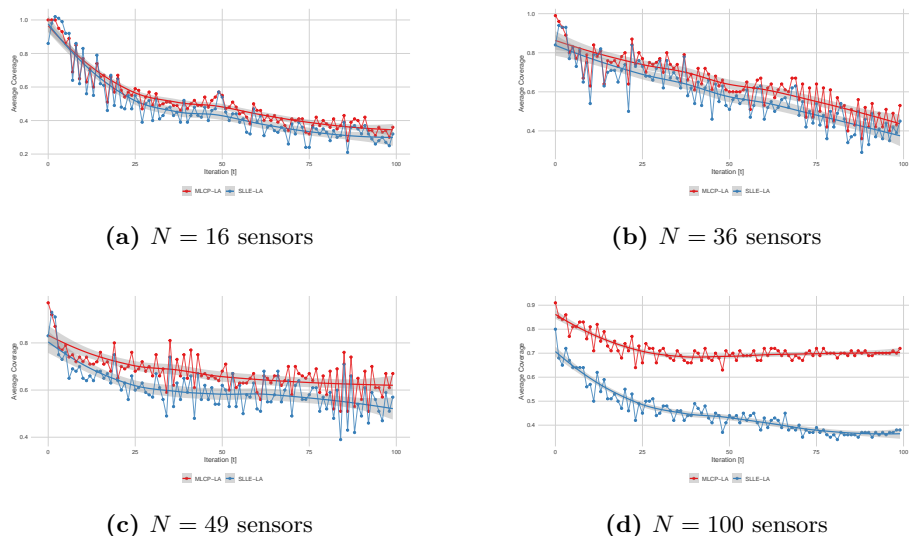 1.0
0.8
0.6
0.4
0.2
Average Coverage
0 25 50 75 100
Iteration [t]
MLCP-LA SLLE-LA
(a) N = 16 sensors
1.0
0.8
0.6
0.4
Average Coverage
0 25 50 75 100
Iteration [t]
MLCP-LA SLLE-LA
(b) N = 36 sensors
0.8
0.6
0.4
Average Coverage
0 25 50 75 100
Iteration [t]
MLCP-LA SLLE-LA
(c) N = 49 sensors
0.9
0.8
0.7
0.6
0.5
0.4
Average Coverage
0 25 50 75 100
Iteration [t]
MLCP-LA SLLE-LA
(d) N = 100 sensors